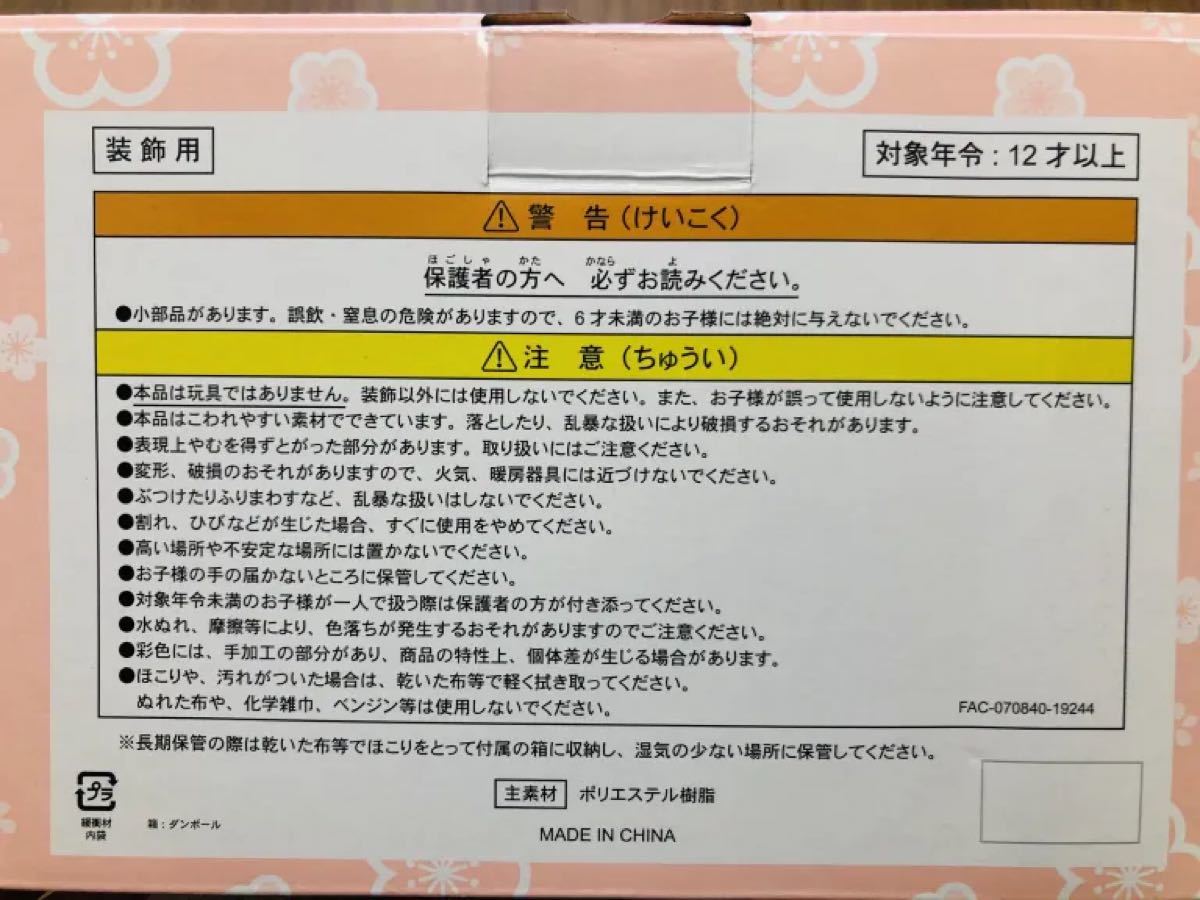 装飾用
対象年令：12才以上
⚠警 告（けいこく）
ほごしゃ かた かなら よ
保護者の方へ 必ずお読みください。
●小部品があります。誤飲・窒息の危険がありますので、6才未満のお子様には絶対に与えないでください。
⚠注 意（ちゅうい）
●本品は玩具ではありません。装飾以外には使用しないでください。また、お子様が誤って使用しないように注意してください。
●本品はこわれやすい素材でできています。落としたり、乱暴な扱いにより破損するおそれがあります。
●表現上やむを得ずとがった部分があります。取り扱いにはご注意ください。
●変形、破損のおそれがありますので、火気、暖房器具には近づけないでください。
●ぶつけたりふりまわすなど、乱暴な扱いはしないでください。
●割れ、ひびなどが生じた場合、すぐに使用をやめてください。
●高い場所や不安定な場所には置かないでください。
●お子様の手の届かないところに保管してください。
●対象年令未満のお子様が一人で扱う際は保護者の方が付き添ってください。
●水ぬれ、摩擦等により、色落ちが発生するおそれがありますのでご注意ください。
●彩色には、手加工の部分があり、商品の特性上、個体差が生じる場合があります。
●ほこりや、汚れがついた場合は、乾いた布等で軽く拭き取ってください。
ぬれた布や、化学雑巾、ベンジン等は使用しないでください。
FAC-070840-19244
※長期保管の際は乾いた布等でほこりをとって付属の箱に収納し、湿気の少ない場所に保管してください。
プラ
緩衝材
内袋
箱：ダンボール
主素材 ポリエステル樹脂
MADE IN CHINA